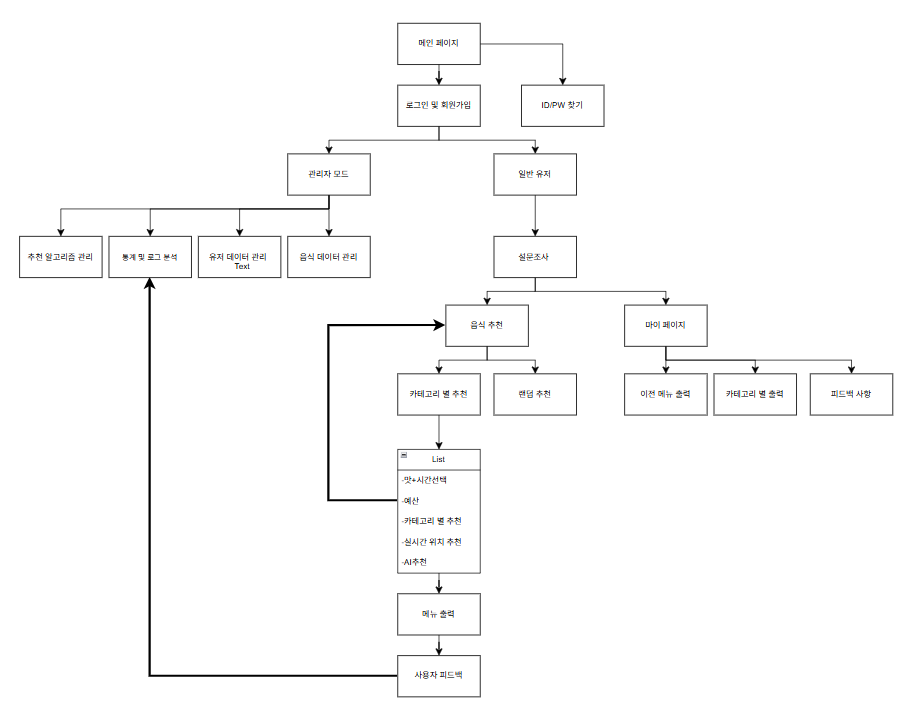 메인 페이지
로그인 및 회원가입
ID/PW 찾기
관리자 모드
일반 유저
추천 알고리즘 관리
통계 및 로그 분석
유저 데이터 관리
Text
음식 데이터 관리
설문조사
음식 추천
마이 페이지
카테고리 별 추천
랜덤 추천
이전 메뉴 출력
카테고리 별 출력
피드백 사항
List
-맛+시간선택
-예산
-카테고리 별 추천
-실시간 위치 추천
-AI추천
메뉴 출력
사용자 피드백